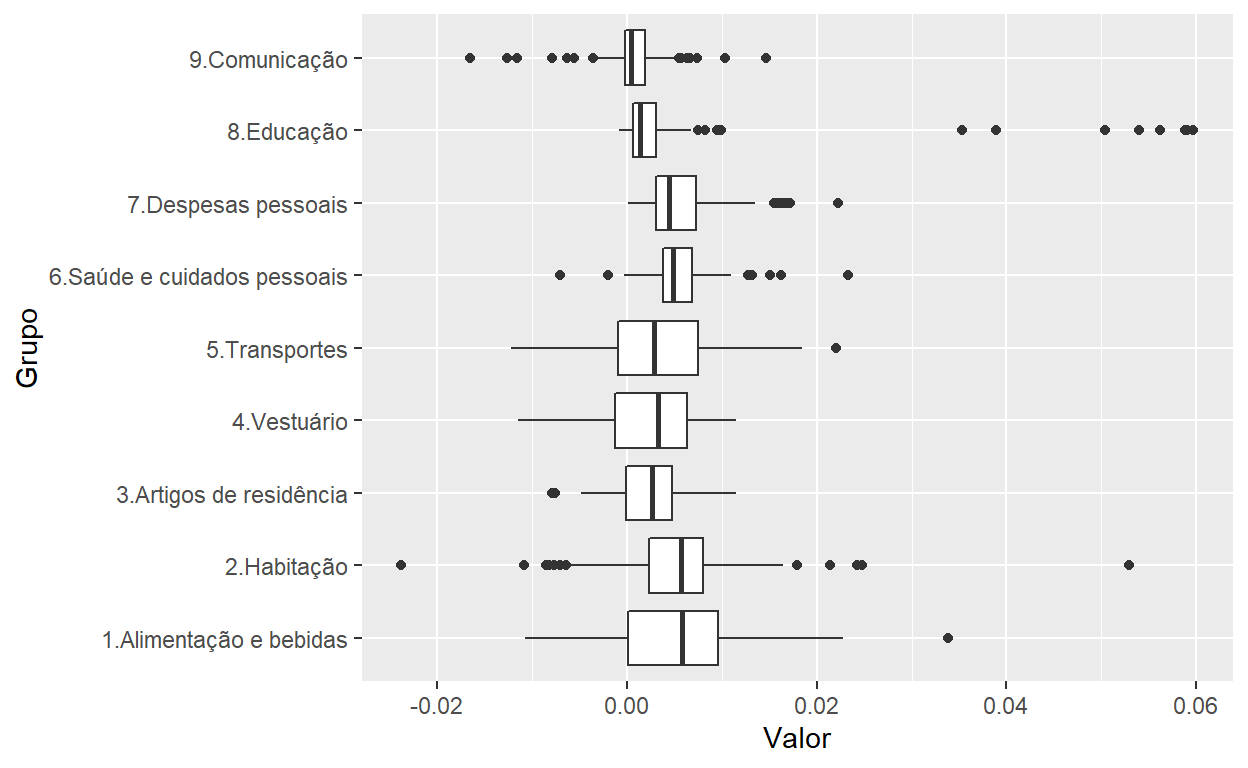 9.Comunicação
8.Educação
7.Despesas pessoais
6.Saúde e cuidados pessoais
5.Transportes
4.Vestuário
3.Artigos de residência
2.Habitação
1.Alimentação e bebidas
Grupo
-0.02 0.00 0.02 0.04 0.06
Valor